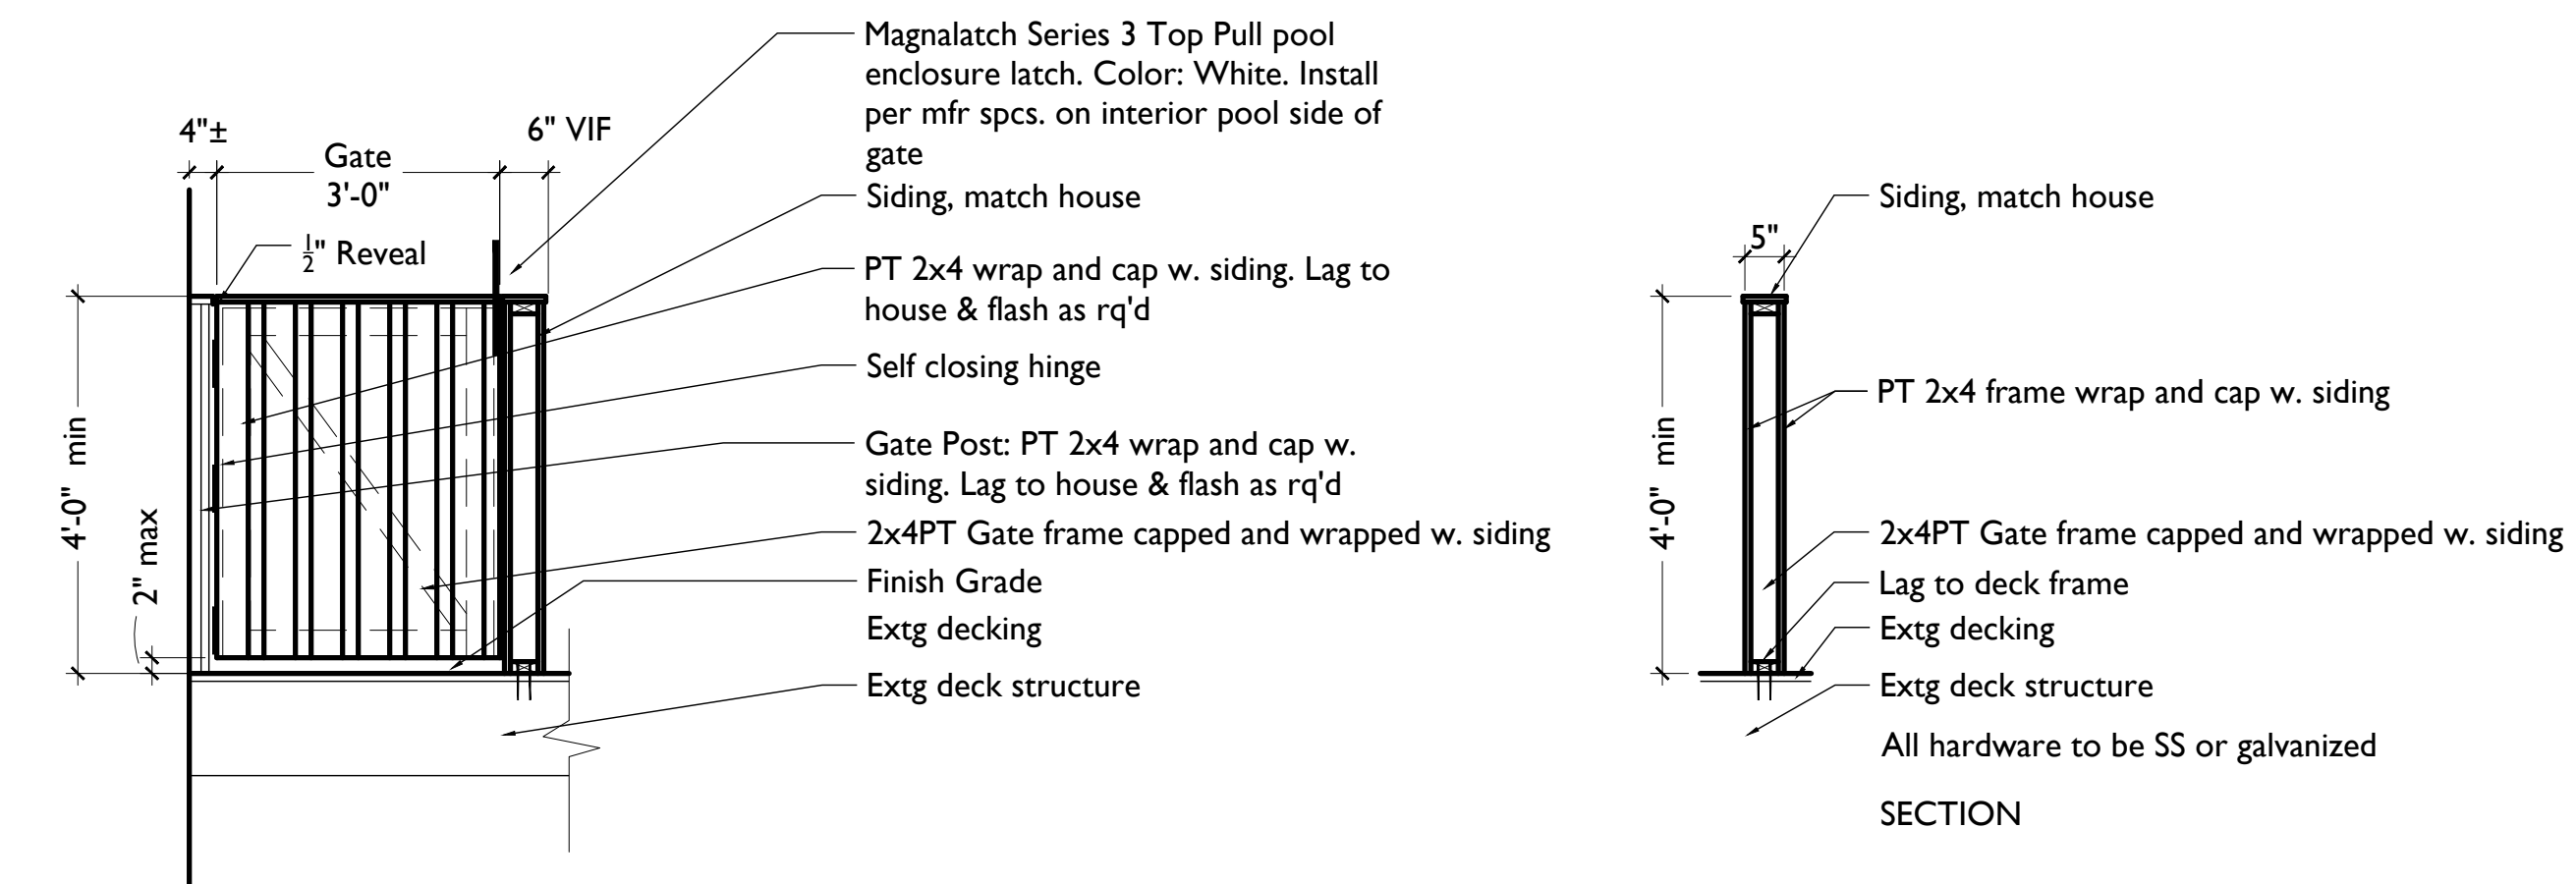 Magnalatch Series 3 Top Pull pool
enclosure latch. Color: White. Install
per mfr spcs. on interior pool side of
gate
4"±
Gate
3'-0"
6" VIF
Siding, match house
½" Reveal
PT 2x4 wrap and cap w. siding. Lag to
house & flash as rq'd
Self closing hinge
Gate Post: PT 2x4 wrap and cap w.
siding. Lag to house & flash as rq'd
2x4PT Gate frame capped and wrapped w. siding
Finish Grade
Extg decking
Extg deck structure
4'-0" min
2" max
Siding, match house
5"
PT 2x4 frame wrap and cap w. siding
4'-0" min
2x4PT Gate frame capped and wrapped w. siding
Lag to deck frame
Extg decking
Extg deck structure
All hardware to be SS or galvanized
SECTION